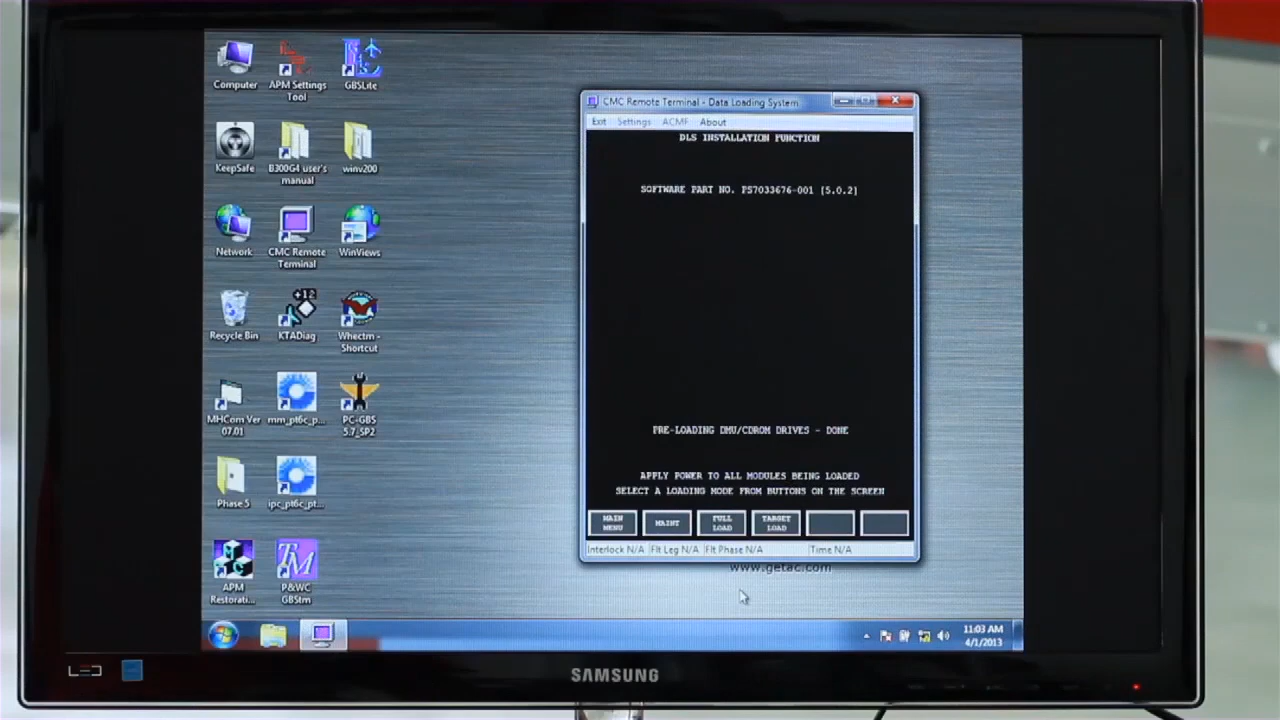 Computer
APM Settings
Tool
GBSLite
KeepSafe
B300G4 user's
manual
winv200
Network
CMC Remote
Terminal
WinViews
Recycle Bin
+12
KTADiag
Whectm -
Shortcut
MHCom Ver
07.01
mm_pt6c_p...
PC-GBS
5.7_SP2
Phase 5
ipc_pt6c_pt...
APM
Restorati...
P&WC
GBStm
CMC Remote Terminal - Data Loading System
Exit Settings ACMF About
DLS INSTALLATION FUNCTION
SOFTWARE PART NO. PS7033676-001 [5.0.2]
PRE-LOADING DMU/CDROM DRIVES - DONE
APPLY POWER TO ALL MODULES BEING LOADED
SELECT A LOADING MODE FROM BUTTONS ON THE SCREEN
MAIN
MENU
MAINT
FULL
LOAD
TARGET
LOAD
Interlock N/A Flt Leg N/A Flt Phase N/A Time N/A
www.getac.com
11:03 AM
4/1/2013
LED
SAMSUNG